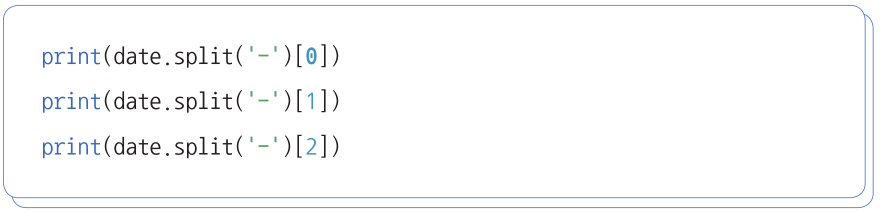 print(date.split('-')[0])
print(date.split('-')[1])
print(date.split('-')[2])